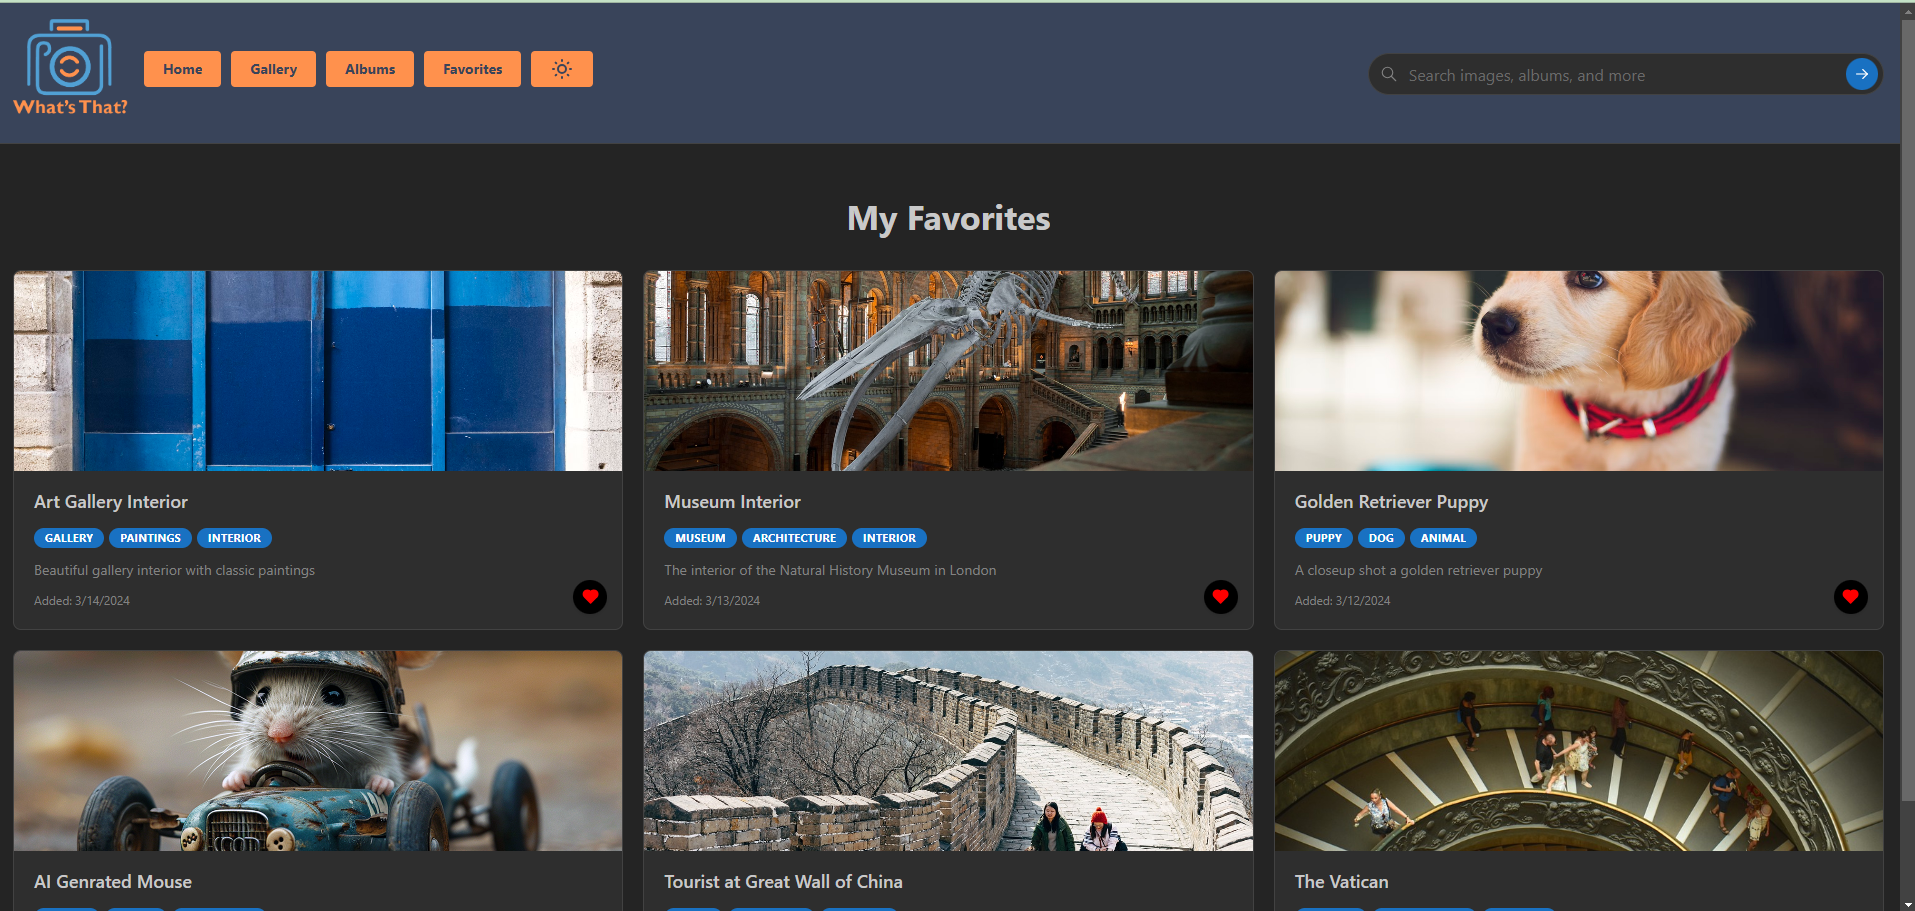 What's That?
Home
Gallery
Albums
Favorites
Search images, albums, and more
My Favorites
Art Gallery Interior
GALLERY PAINTINGS INTERIOR
Beautiful gallery interior with classic paintings
Added: 3/14/2024
Museum Interior
MUSEUM ARCHITECTURE INTERIOR
The interior of the Natural History Museum in London
Added: 3/13/2024
Golden Retriever Puppy
PUPPY DOG ANIMAL
A closeup shot a golden retriever puppy
Added: 3/12/2024
AI Genrated Mouse
Tourist at Great Wall of China
The Vatican